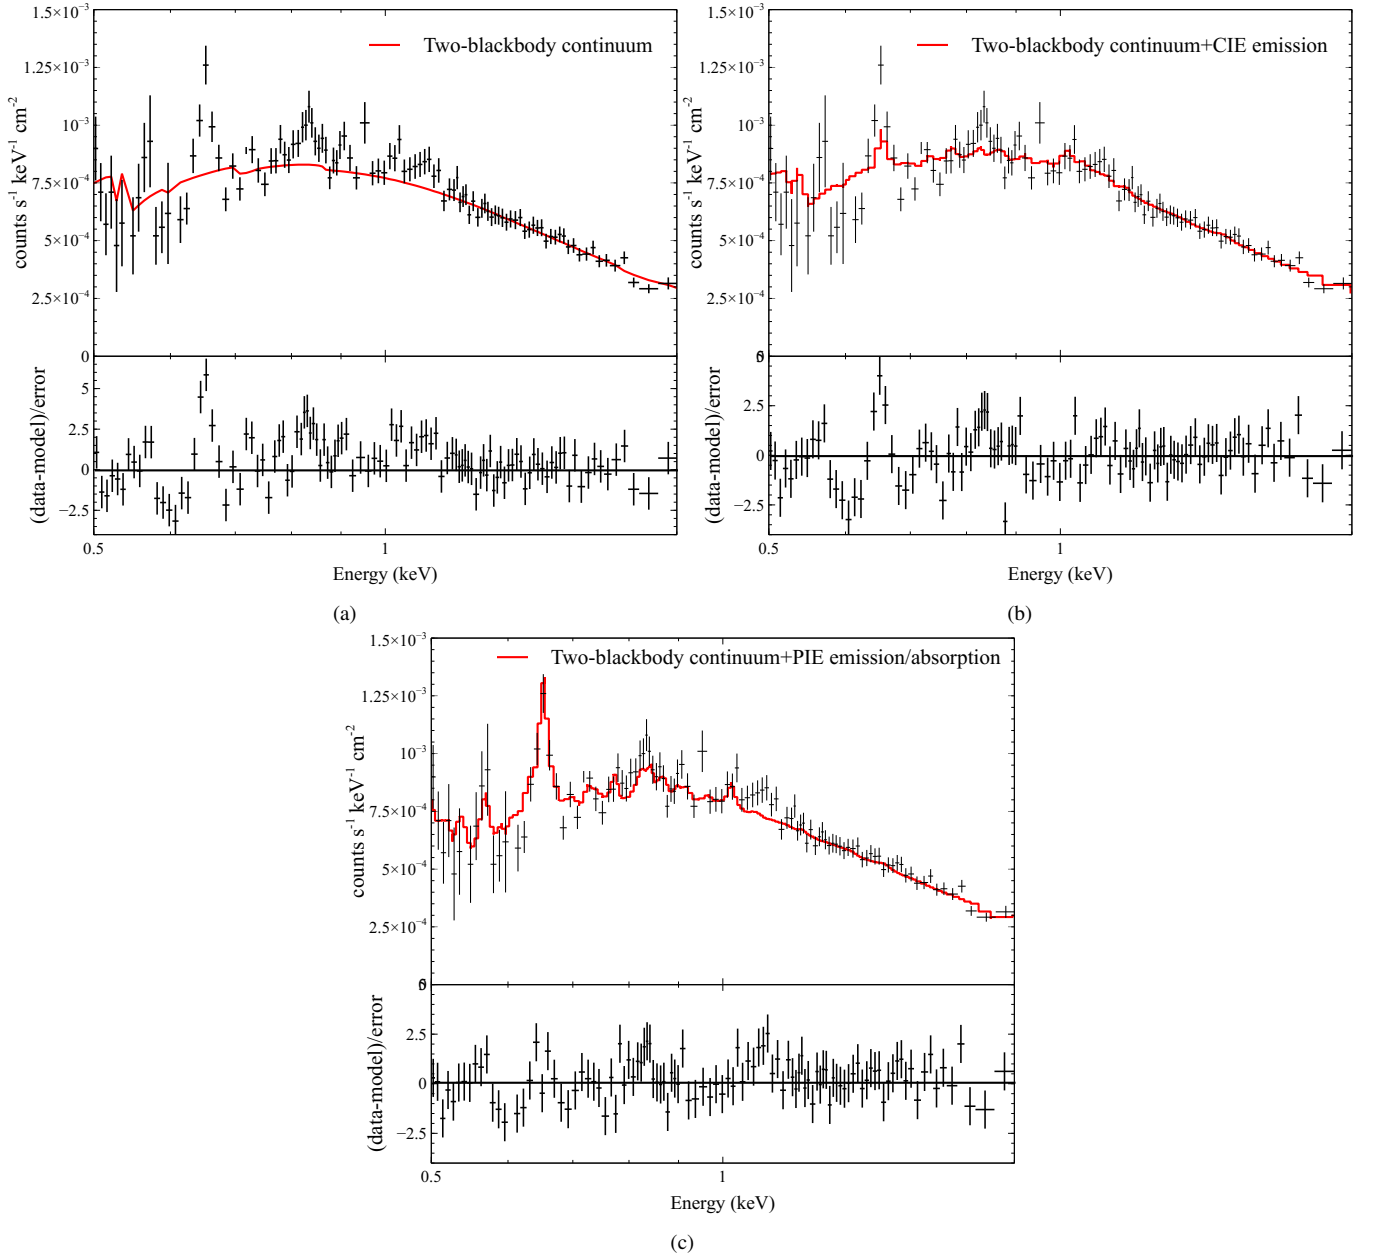 Two-blackbody continuum
1.5×10⁻³
1.25×10⁻³
10⁻³
7.5×10⁻⁴
5×10⁻⁴
2.5×10⁻⁴
0
counts s⁻¹ keV⁻¹ cm⁻²
5
2.5
0
−2.5
(data-model)/error
0.5 1
Energy (keV)
(a)
Two-blackbody continuum+CIE emission
1.5×10⁻³
1.25×10⁻³
10⁻³
7.5×10⁻⁴
5×10⁻⁴
2.5×10⁻⁴
counts s⁻¹ keV⁻¹ cm⁻²
2.5
0
−2.5
(data-model)/error
0.5 1
Energy (keV)
(b)
Two-blackbody continuum+PIE emission/absorption
1.5×10⁻³
1.25×10⁻³
10⁻³
7.5×10⁻⁴
5×10⁻⁴
2.5×10⁻⁴
counts s⁻¹ keV⁻¹ cm⁻²
2.5
0
−2.5
(data-model)/error
0.5 1
Energy (keV)
(c)